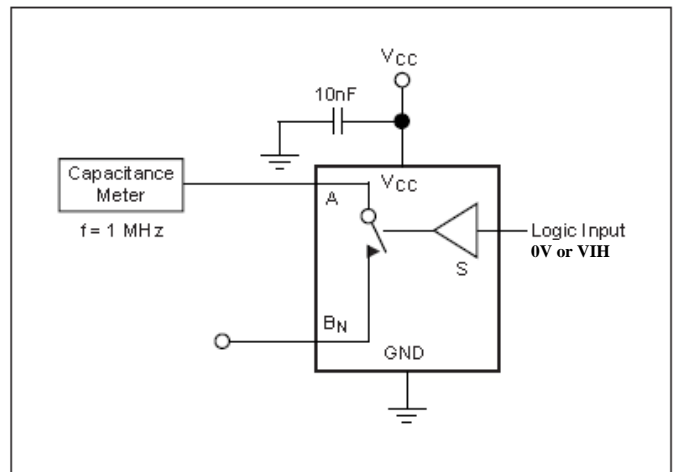 VCC
10nF
Capacitance
Meter
f = 1 MHz
VCC
A
Logic Input
0V or VIH
S
BN
GND